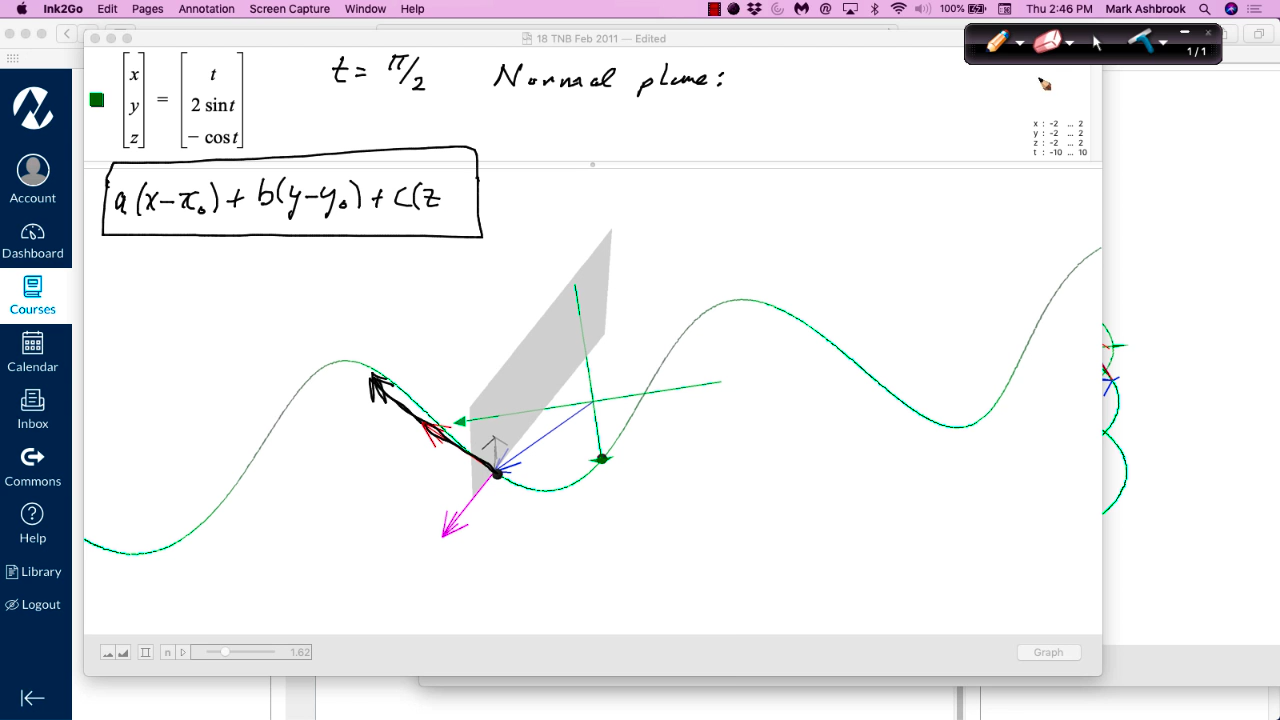 Ink2Go Preferences Annotation Screen Capture Window Help 100% Thu 2:46 PM Mark Ashbrook
18 TNB Feb 2011 — Edited
1/1
x
y
z
=
t
2 sin t
− cos t
t = π/2 Normal plane:
x : -2 ... 2
y : -2 ... 2
z : -2 ... 2
t : -10 ... 10
a(x-x₀) + b(y-y₀) + c(z
Account
Dashboard
Courses
Calendar
Inbox
Commons
Help
Library
Logout
n
1.62
Graph